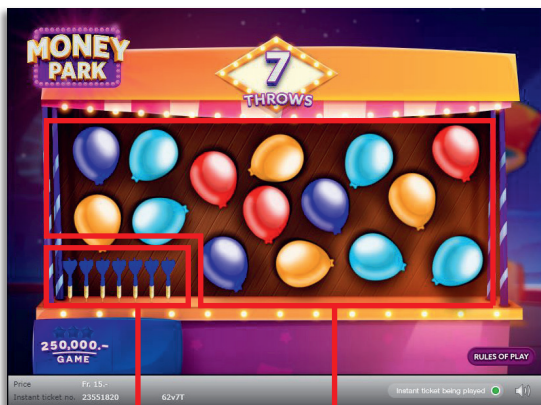 MONEY
PARK
7
THROWS
250,000.–
GAME
RULES OF PLAY
Price Fr. 15.-
Instant ticket being played
Instant ticket no. 23551820 62v7T